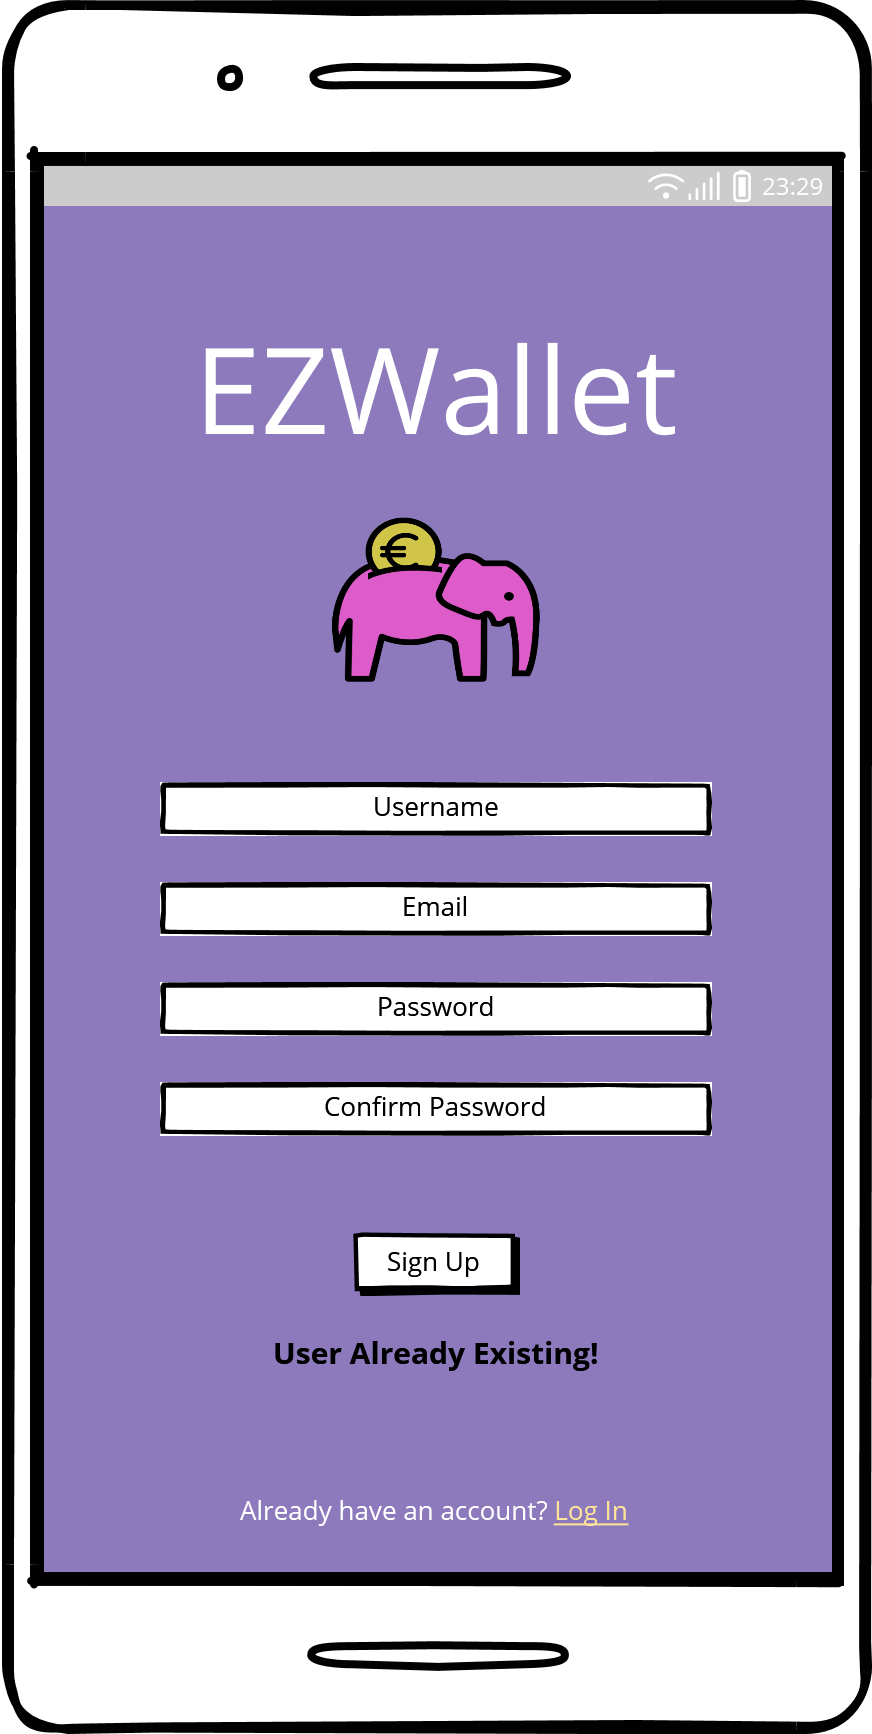 23:29
EZWallet
€
Username
Email
Password
Confirm Password
Sign Up
User Already Existing!
Already have an account? Log In